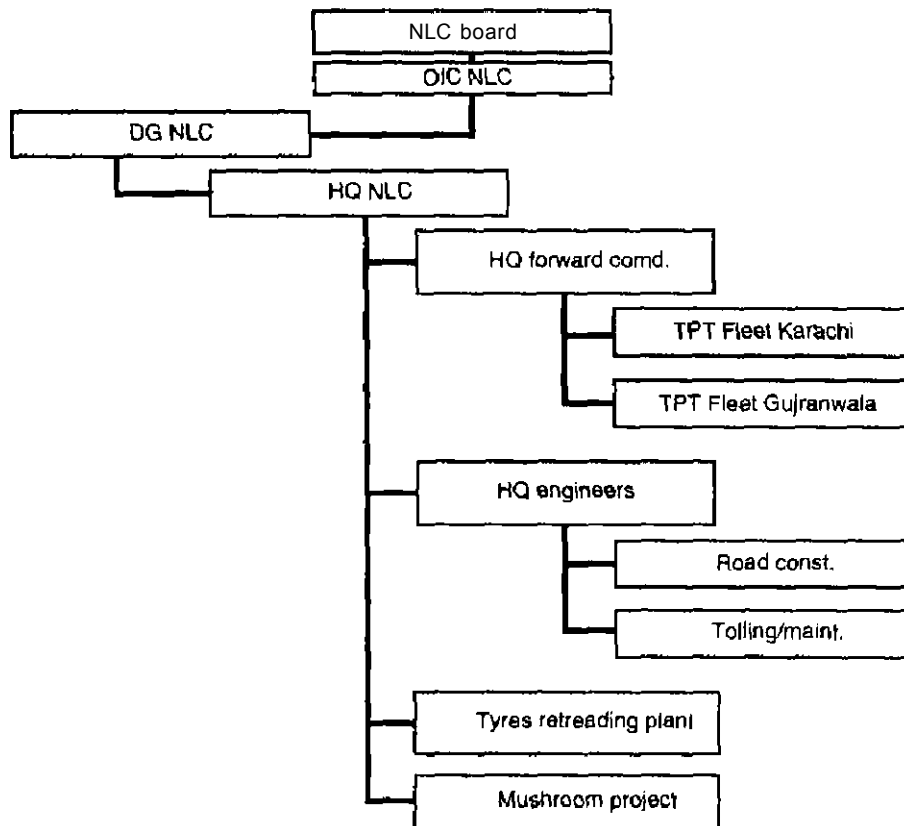 NLC board
OIC NLC
DG NLC
HQ NLC
HQ forward comd.
TPT Fleet Karachi
TPT Fleet Gujranwala
HQ engineers
Road const.
Tolling/maint.
Tyres retreading plant
Mushroom project